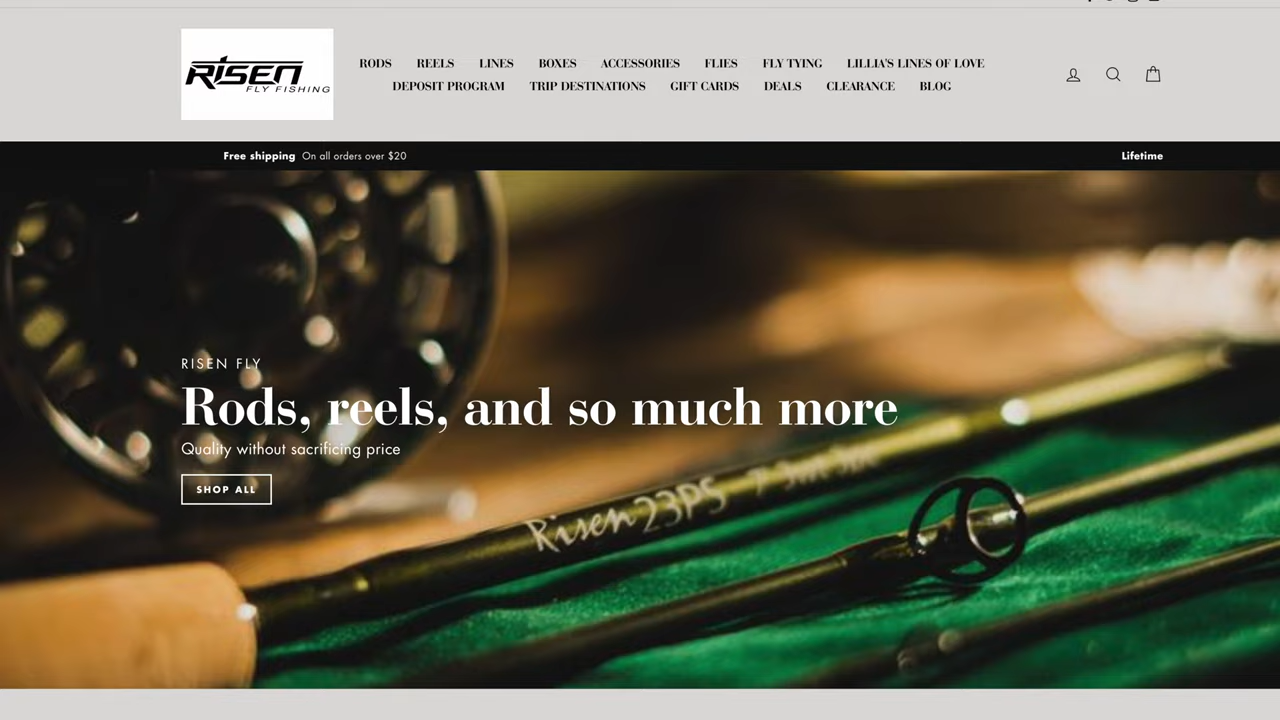 RISEN
FLY FISHING
RODS REELS LINES BOXES ACCESSORIES FLIES FLY TYING LILLIA'S LINES OF LOVE
DEPOSIT PROGRAM TRIP DESTINATIONS GIFT CARDS DEALS CLEARANCE BLOG
Free shipping On all orders over $20
Lifetime
RISEN FLY
Rods, reels, and so much more
Quality without sacrificing price
SHOP ALL
Risen 23PS